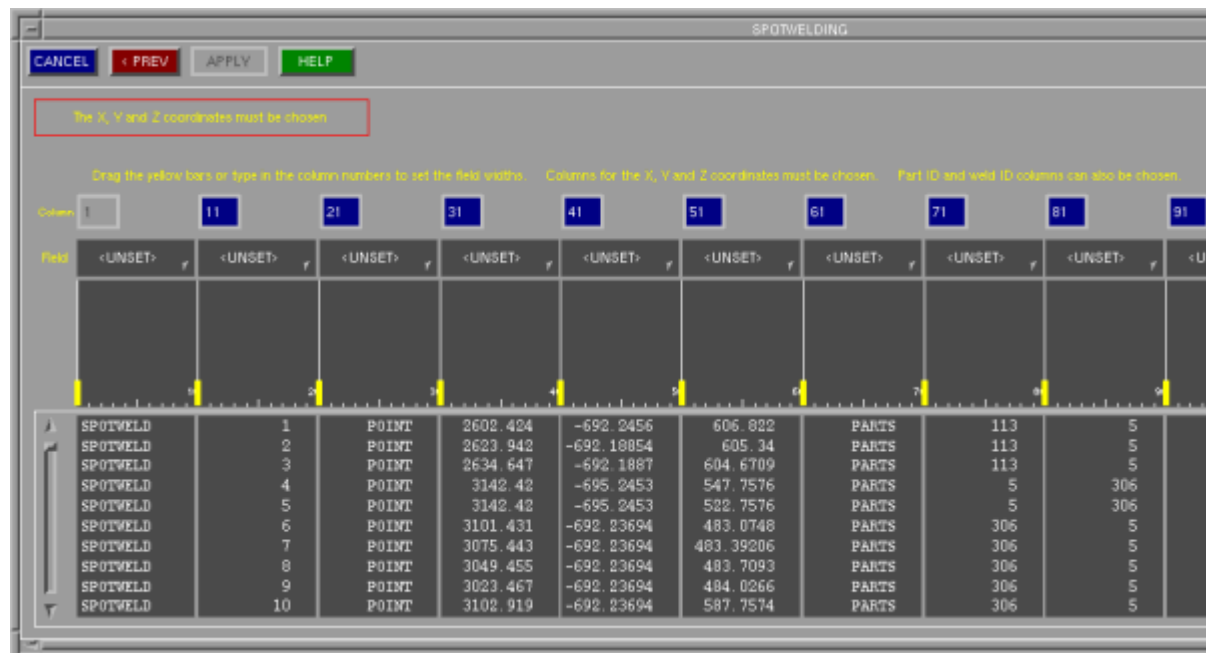 SPOTWELDING
CANCEL < PREV APPLY HELP
The X, Y and Z coordinates must be chosen
Drag the yellow bars or type in the column numbers to set the field widths. Columns for the X, Y and Z coordinates must be chosen. Part ID and weld ID columns can also be chosen.
Column 1 11 21 31 41 51 61 71 81 91
Field <UNSET> <UNSET> <UNSET> <UNSET> <UNSET> <UNSET> <UNSET> <UNSET> <UNSET> <U
SPOTWELD 1 POINT 2602.424 -692.2456 606.822 PARTS 113 5
SPOTWELD 2 POINT 2623.942 -692.18854 605.34 PARTS 113 5
SPOTWELD 3 POINT 2634.647 -692.1887 604.6709 PARTS 113 5
SPOTWELD 4 POINT 3142.42 -695.2453 547.7576 PARTS 5 306
SPOTWELD 5 POINT 3142.42 -695.2453 522.7576 PARTS 5 306
SPOTWELD 6 POINT 3101.431 -692.23694 483.0748 PARTS 306 5
SPOTWELD 7 POINT 3075.443 -692.23694 483.39206 PARTS 306 5
SPOTWELD 8 POINT 3049.455 -692.23694 483.7093 PARTS 306 5
SPOTWELD 9 POINT 3023.467 -692.23694 484.0266 PARTS 306 5
SPOTWELD 10 POINT 3102.919 -692.23694 587.7574 PARTS 306 5